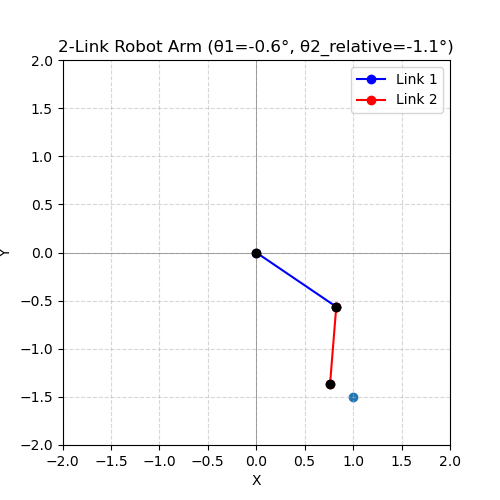 2-Link Robot Arm (θ1=-0.6°, θ2_relative=-1.1°)
Link 1
Link 2
2.0
1.5
1.0
0.5
0.0
−0.5
−1.0
−1.5
−2.0
Y
−2.0 −1.5 −1.0 −0.5 0.0 0.5 1.0 1.5 2.0
X